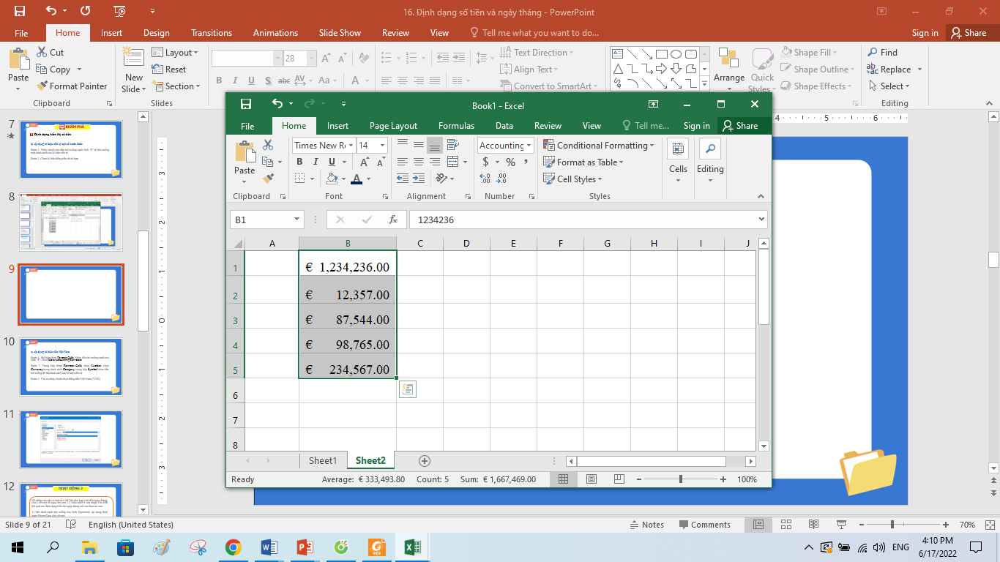 16. Định dạng số tiền và ngày tháng - PowerPoint
File Home Insert Design Transitions Animations Slide Show Review View Tell me what you want to do... Sign in Share
Paste Cut Copy Format Painter Clipboard
New Slide Layout Reset Section Slides
28
B I U S abc AV Aa A
Text Direction Align Text Convert to SmartArt
Arrange Quick Styles Shape Fill Shape Outline Shape Effects
Find Replace Select Editing
Book1 - Excel
File Home Insert Page Layout Formulas Data Review View Tell me... Sign in Share
Paste Clipboard
Times New R 14
B I U A
Font
Alignment
Accounting
$ % ,
Number
Conditional Formatting
Format as Table
Cell Styles
Styles
Cells
Editing
B1 fx 1234236
A B C D E F G H I J
1 € 1,234,236.00
2 € 12,357.00
3 € 87,544.00
4 € 98,765.00
5 € 234,567.00
6
7
8
Sheet1 Sheet2
Ready Average: € 333,493.80 Count: 5 Sum: € 1,667,469.00 100%
7
KHÁM PHÁ
8
9
10
11
12
HOẠT ĐỘNG 2
Slide 9 of 21 English (United States) Notes Comments 70%
ENG
4:10 PM
6/17/2022